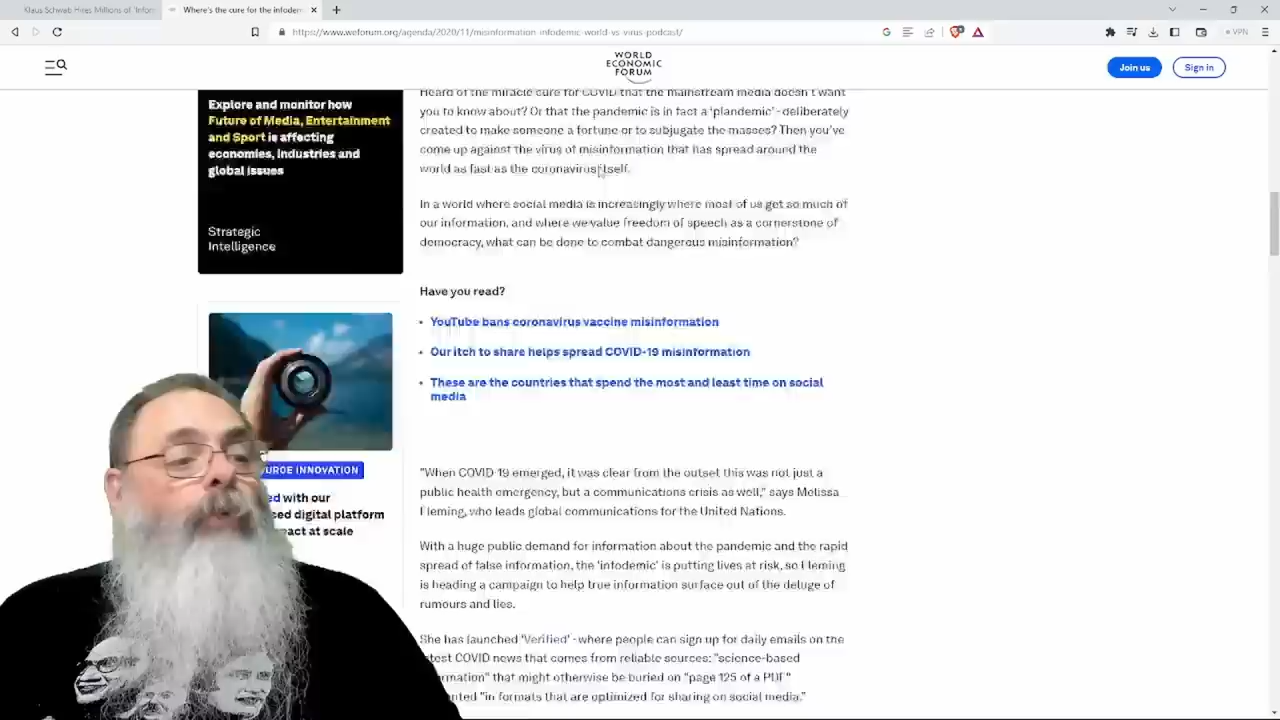 Klaus Schwab Hires Millions of 'Infor
Where's the cure for the infodem
https://www.weforum.org/agenda/2020/11/misinformation-infodemic-world-vs-virus-podcast/
VPN
WORLD
ECONOMIC
FORUM
Join us
Sign in
Explore and monitor how
Future of Media, Entertainment
and Sport is affecting
economies, industries and
global issues
Strategic
Intelligence
URGE INNOVATION
ed with our
ced digital platform
pact at scale
Heard of the miracle cure for COVID that the mainstream media doesn't want
you to know about? Or that the pandemic is in fact a 'plandemic' - deliberately
created to make someone a fortune or to subjugate the masses? Then you've
come up against the virus of misinformation that has spread around the
world as fast as the coronavirus itself.
In a world where social media is increasingly where most of us get so much of
our information, and where we value freedom of speech as a cornerstone of
democracy, what can be done to combat dangerous misinformation?
Have you read?
YouTube bans coronavirus vaccine misinformation
Our itch to share helps spread COVID-19 misinformation
These are the countries that spend the most and least time on social
media
"When COVID-19 emerged, it was clear from the outset this was not just a
public health emergency, but a communications crisis as well," says Melissa
Fleming, who leads global communications for the United Nations.
With a huge public demand for information about the pandemic and the rapid
spread of false information, the 'infodemic' is putting lives at risk, so Fleming
is heading a campaign to help true information surface out of the deluge of
rumours and lies.
She has launched 'Verified' - where people can sign up for daily emails on the
atest COVID news that comes from reliable sources: "science-based
ormation" that might otherwise be buried on "page 125 of a PDF"
nted "in formats that are optimized for sharing on social media."